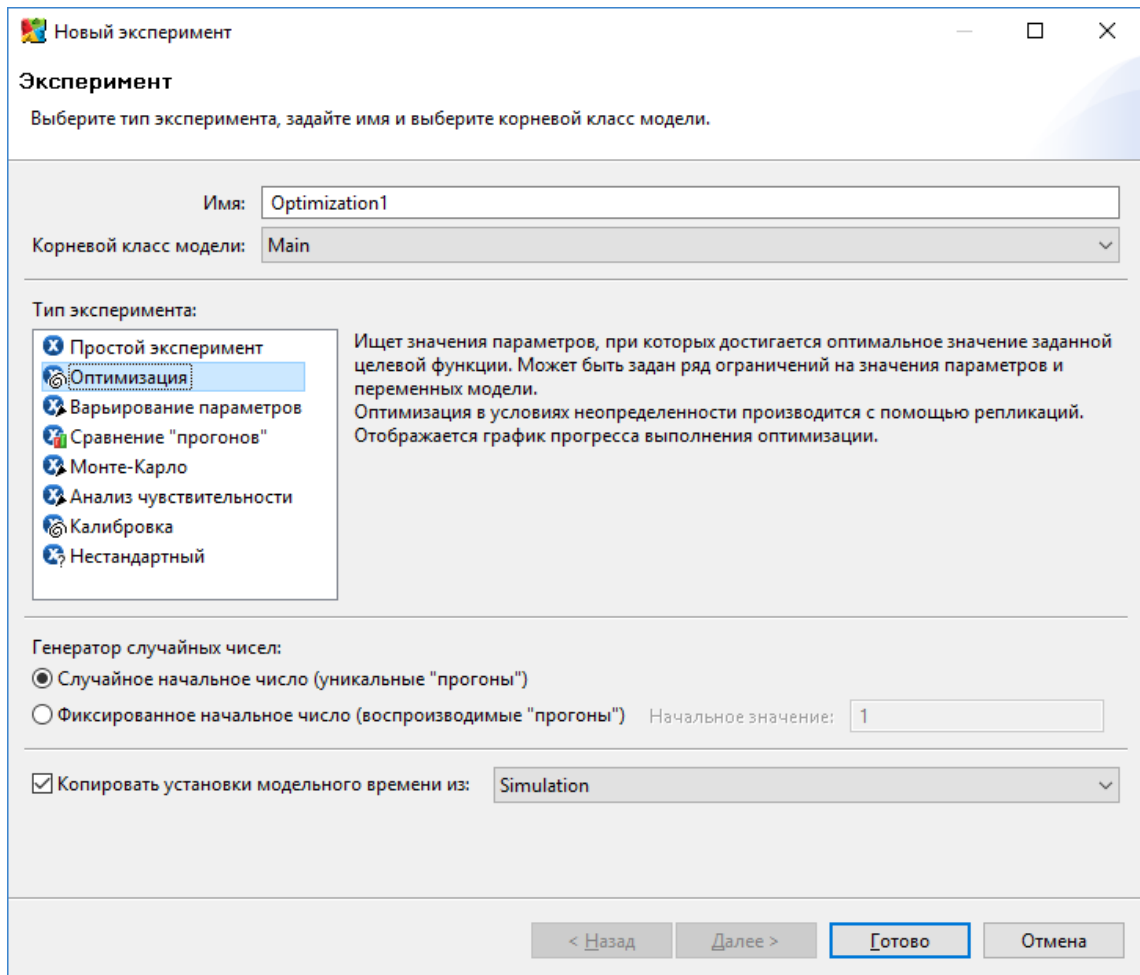 Новый эксперимент
Эксперимент
Выберите тип эксперимента, задайте имя и выберите корневой класс модели.
Имя: Optimization1
Корневой класс модели: Main
Тип эксперимента:
Простой эксперимент
Оптимизация
Варьирование параметров
Сравнение "прогонов"
Монте-Карло
Анализ чувствительности
Калибровка
Нестандартный
Ищет значения параметров, при которых достигается оптимальное значение заданной
целевой функции. Может быть задан ряд ограничений на значения параметров и
переменных модели.
Оптимизация в условиях неопределенности производится с помощью репликаций.
Отображается график прогресса выполнения оптимизации.
Генератор случайных чисел:
Случайное начальное число (уникальные "прогоны")
Фиксированное начальное число (воспроизводимые "прогоны") Начальное значение: 1
Копировать установки модельного времени из: Simulation
< Назад Далее > Готово Отмена